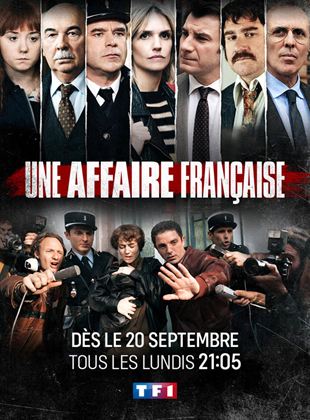 UNE AFFAIRE FRANÇAISE
DÈS LE 20 SEPTEMBRE
TOUS LES LUNDIS 21:05
TF1